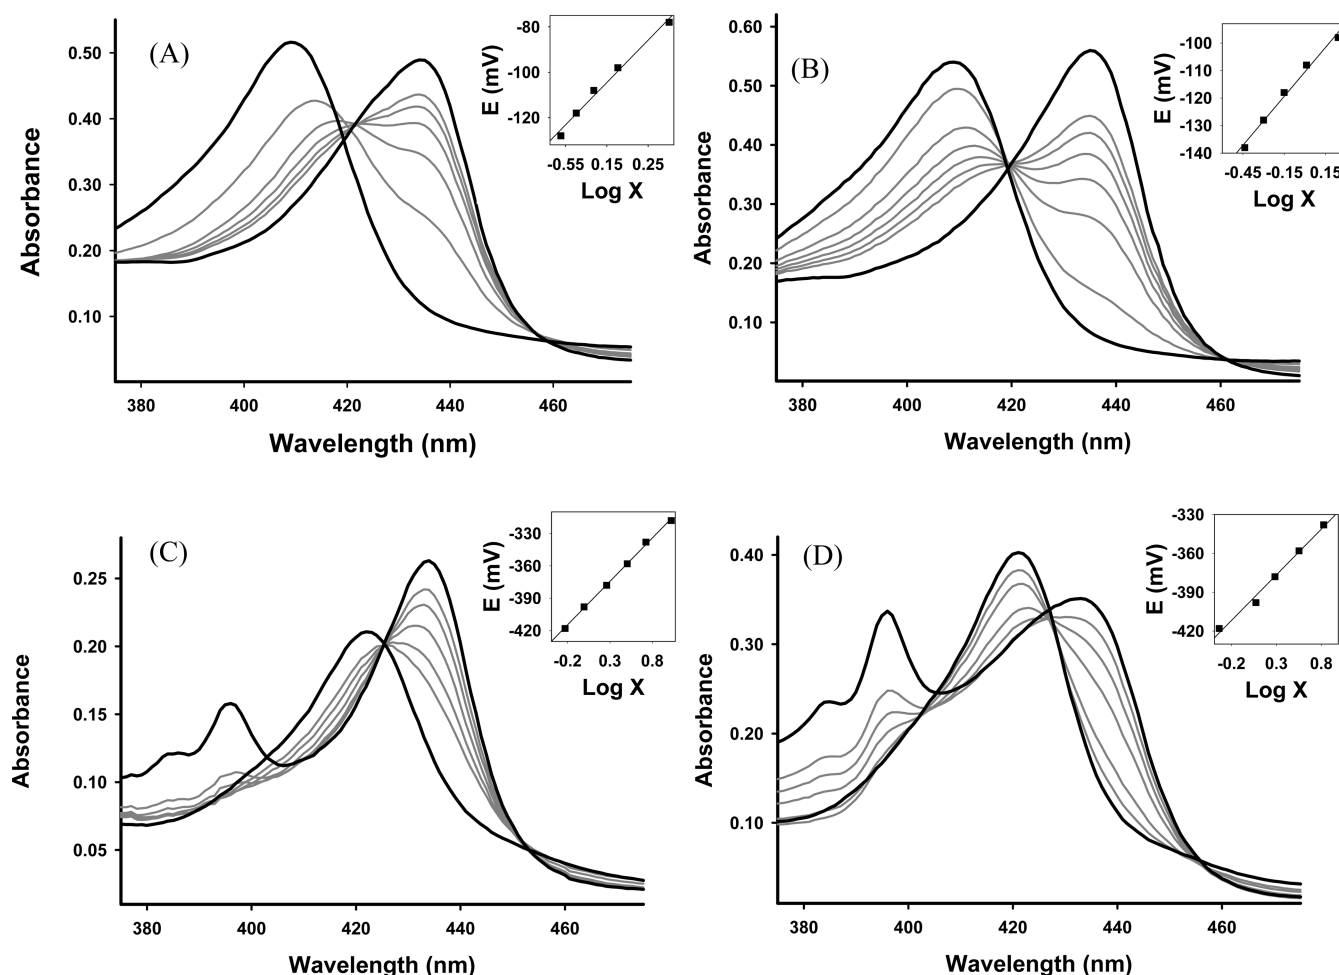 (A)
0.50
0.40
0.30
0.20
0.10
Absorbance
380 400 420 440 460
Wavelength (nm)
-80
-100
-120
E (mV)
-0.55 0.15 0.25
Log X
(B)
0.60
0.50
0.40
0.30
0.20
0.10
Absorbance
380 400 420 440 460
Wavelength (nm)
-100
-110
-120
-130
-140
E (mV)
-0.45 -0.15 0.15
Log X
(C)
0.25
0.20
0.15
0.10
0.05
Absorbance
380 400 420 440 460
Wavelength (nm)
-330
-360
-390
-420
E (mV)
-0.2 0.3 0.8
Log X
(D)
0.40
0.30
0.20
0.10
Absorbance
380 400 420 440 460
Wavelength (nm)
-330
-360
-390
-420
E (mV)
-0.2 0.3 0.8
Log X